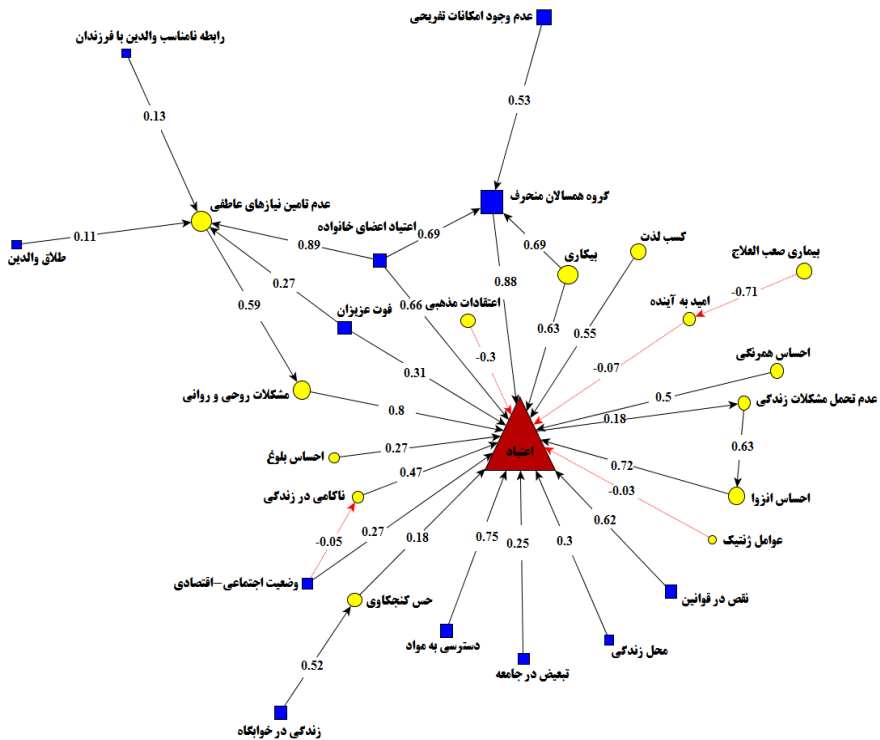 عدم وجود امکانات تفریحی
رابطه نامناسب والدین با فرزندان
0.53
0.13
عدم تامین نیازهای عاطفی
گروه همسالان منحرف
اعتیاد اعضای خانواده
0.11
طلاق والدین
0.89
0.69
0.69
بیکاری
کسب لذت
بیماری صعب العلاج
0.27
0.88
0.71-
امید به آینده
0.59
فوت عزیزان
0.66
اعتقادات مذهبی
0.63
0.55
0.3-
0.07-
احساس همرنگی
0.31
مشکلات روحی و روانی
0.8
0.5
0.18
عدم تحمل مشکلات زندگی
0.63
احساس بلوغ
0.27
اعتیاد
0.72
0.47
ناکامی در زندگی
احساس انزوا
0.03-
0.05-
0.27
0.18
0.75
0.25
0.3
0.62
عوامل ژنتیک
وضعیت اجتماعی -اقتصادی
حس کنجکاوی
نقص در قوانین
دسترسی به مواد
تبعیض در جامعه
محل زندگی
0.52
زندگی در خوابگاه